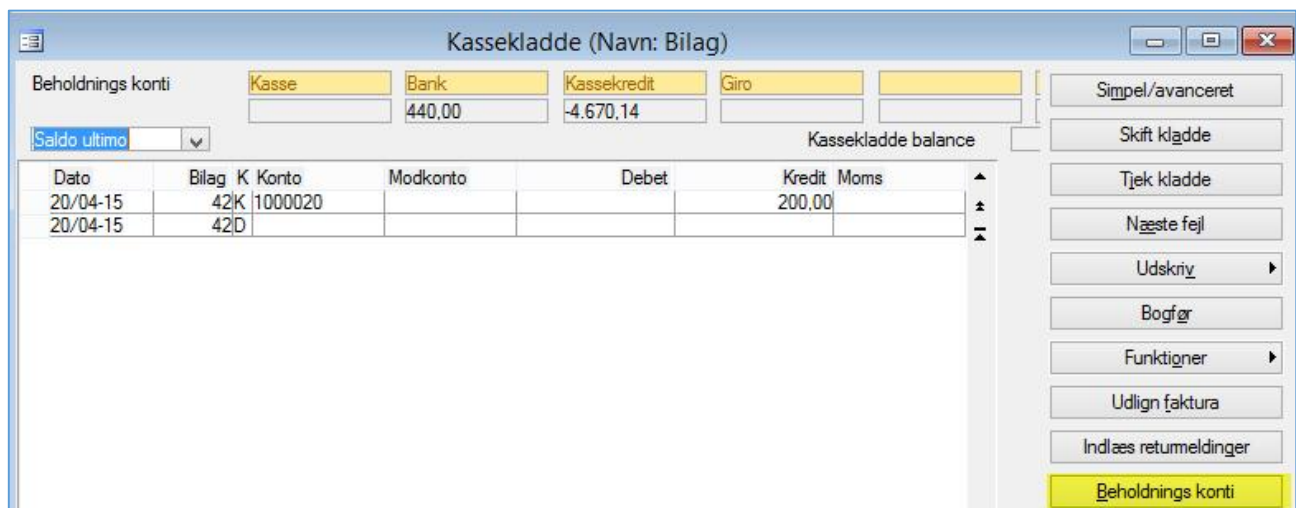 Kassekladde (Navn: Bilag)
Beholdnings konti Kasse Bank Kassekredit Giro
440,00 -4.670,14
Saldo ultimo Kassekladde balance
Dato Bilag K Konto Modkonto Debet Kredit Moms
20/04-15 42 K 1000020 200,00
20/04-15 42 D
Simpel/avanceret
Skift kladde
Tjek kladde
Næste fejl
Udskriv
Bogfør
Funktioner
Udlign faktura
Indlæs returmeldinger
Beholdnings konti